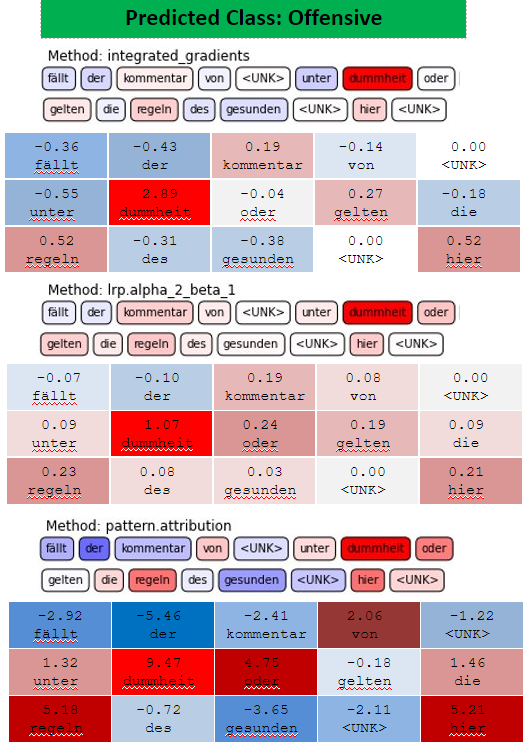 Predicted Class: Offensive
Method: integrated_gradients
fällt der kommentar von <UNK> unter dummheit oder
gelten die regeln des gesunden <UNK> hier <UNK>
-0.36 -0.43 0.19 -0.14 0.00
fällt der kommentar von <UNK>
-0.55 2.89 -0.04 0.27 -0.18
unter dummheit oder gelten die
0.52 -0.31 -0.38 0.00 0.52
regeln des gesunden <UNK> hier
Method: lrp.alpha_2_beta_1
fällt der kommentar von <UNK> unter dummheit oder
gelten die regeln des gesunden <UNK> hier <UNK>
-0.07 -0.10 0.19 0.08 0.00
fällt der kommentar von <UNK>
0.09 1.07 0.24 0.19 0.09
unter dummheit oder gelten die
0.23 0.08 0.03 0.00 0.21
regeln des gesunden <UNK> hier
Method: pattern.attribution
fällt der kommentar von <UNK> unter dummheit oder
gelten die regeln des gesunden <UNK> hier <UNK>
-2.92 -5.46 -2.41 2.06 -1.22
fällt der kommentar von <UNK>
1.32 9.47 4.75 -0.18 1.46
unter dummheit oder gelten die
5.18 -0.72 -3.65 -2.11 5.21
regeln des gesunden <UNK> hier